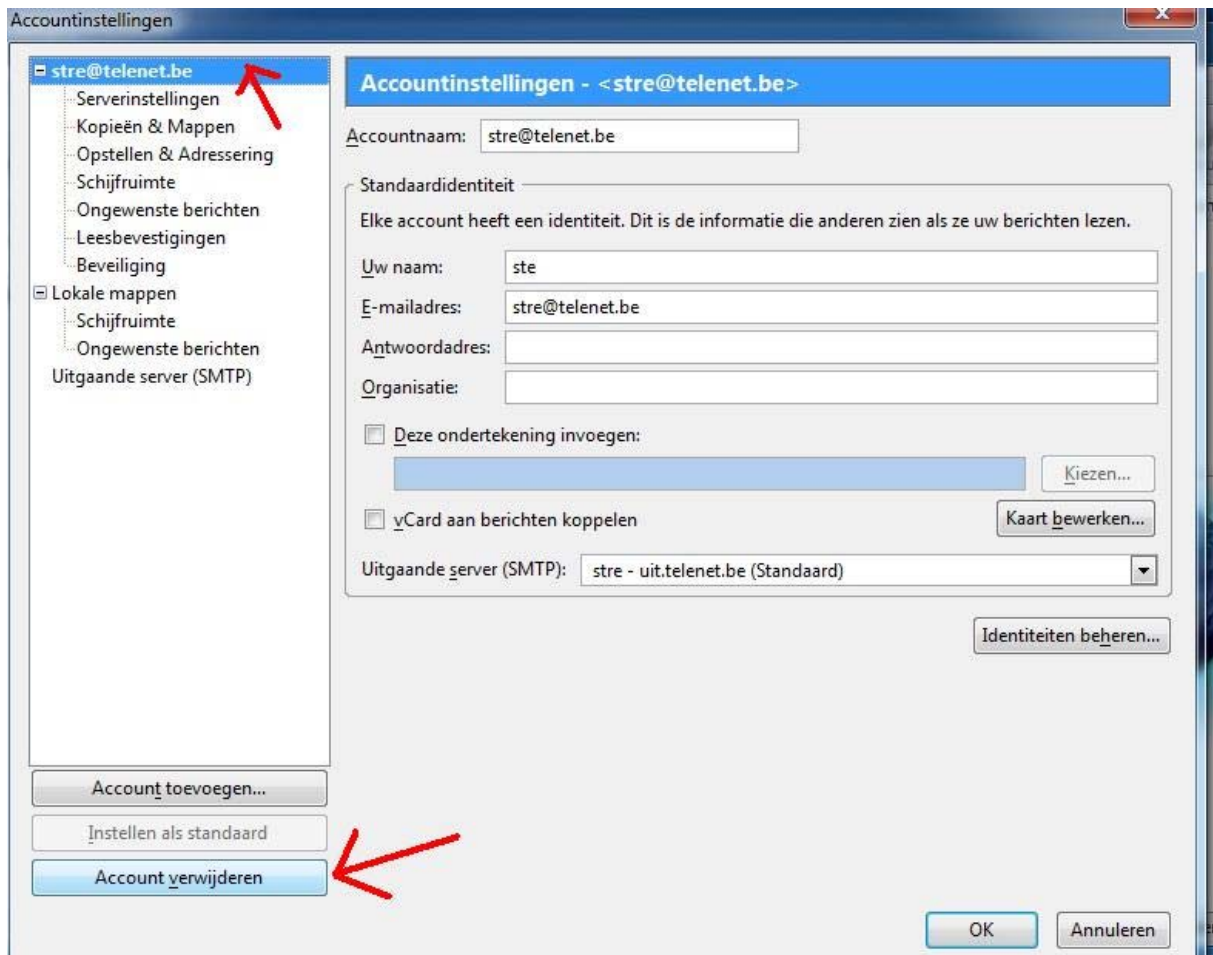 Accountinstellingen
stre@telenet.be
Serverinstellingen
Kopieën & Mappen
Opstellen & Adressering
Schijfruimte
Ongewenste berichten
Leesbevestigingen
Beveiliging
Lokale mappen
Schijfruimte
Ongewenste berichten
Uitgaande server (SMTP)
Account toevoegen...
Instellen als standaard
Account verwijderen
Accountinstellingen - <stre@telenet.be>
Accountnaam: stre@telenet.be
Standaardidentiteit
Elke account heeft een identiteit. Dit is de informatie die anderen zien als ze uw berichten lezen.
Uw naam: ste
E-mailadres: stre@telenet.be
Antwoordadres:
Organisatie:
Deze ondertekening invoegen:
Kiezen...
vCard aan berichten koppelen
Kaart bewerken...
Uitgaande server (SMTP): stre - uit.telenet.be (Standaard)
Identiteiten beheren...
OK Annuleren